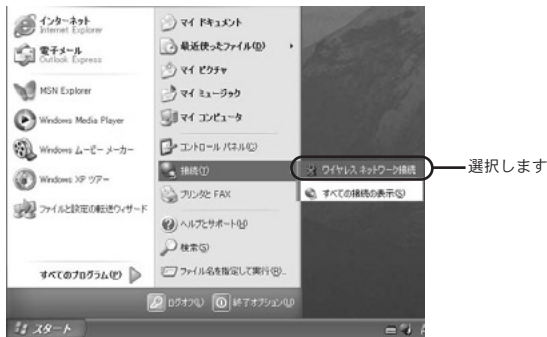 インターネット
Internet Explorer
電子メール
Outlook Express
MSN Explorer
Windows Media Player
Windows ムービー メーカー
Windows XP ツアー
ファイルと設定の転送ウィザード
すべてのプログラム(P)
マイ ドキュメント
最近使ったファイル(D)
マイ ピクチャ
マイ ミュージック
マイ コンピュータ
コントロール パネル(C)
接続(T)
プリンタと FAX
ヘルプとサポート(H)
検索(S)
ファイル名を指定して実行(R)...
ワイヤレス ネットワーク接続
すべての接続の表示(S)
選択します
ログオフ(L)
終了オプション(U)
スタート